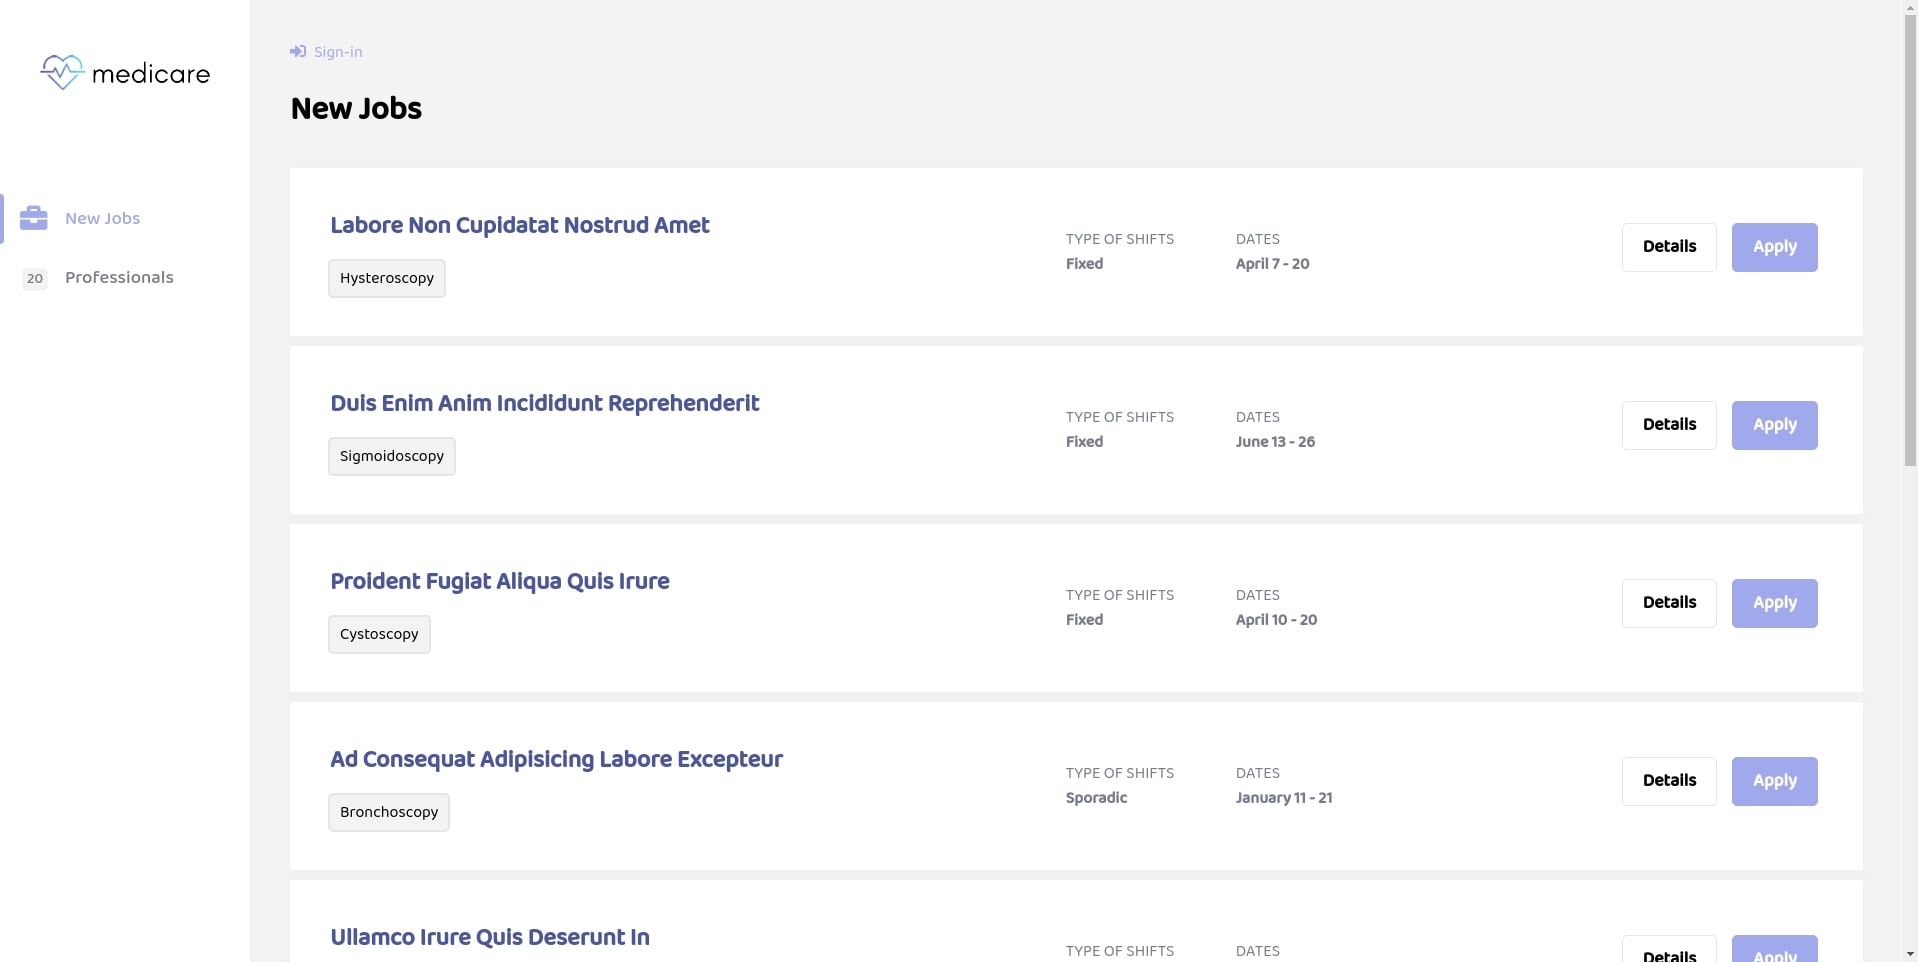 medicare
New Jobs
20 Professionals
Sign-in
New Jobs
Labore Non Cupidatat Nostrud Amet
Hysteroscopy
TYPE OF SHIFTS
Fixed
DATES
April 7 - 20
Details
Apply
Duis Enim Anim Incididunt Reprehenderit
Sigmoidoscopy
TYPE OF SHIFTS
Fixed
DATES
June 13 - 26
Details
Apply
Proident Fugiat Aliqua Quis Irure
Cystoscopy
TYPE OF SHIFTS
Fixed
DATES
April 10 - 20
Details
Apply
Ad Consequat Adipisicing Labore Excepteur
Bronchoscopy
TYPE OF SHIFTS
Sporadic
DATES
January 11 - 21
Details
Apply
Ullamco Irure Quis Deserunt In
TYPE OF SHIFTS
DATES
Details
Apply